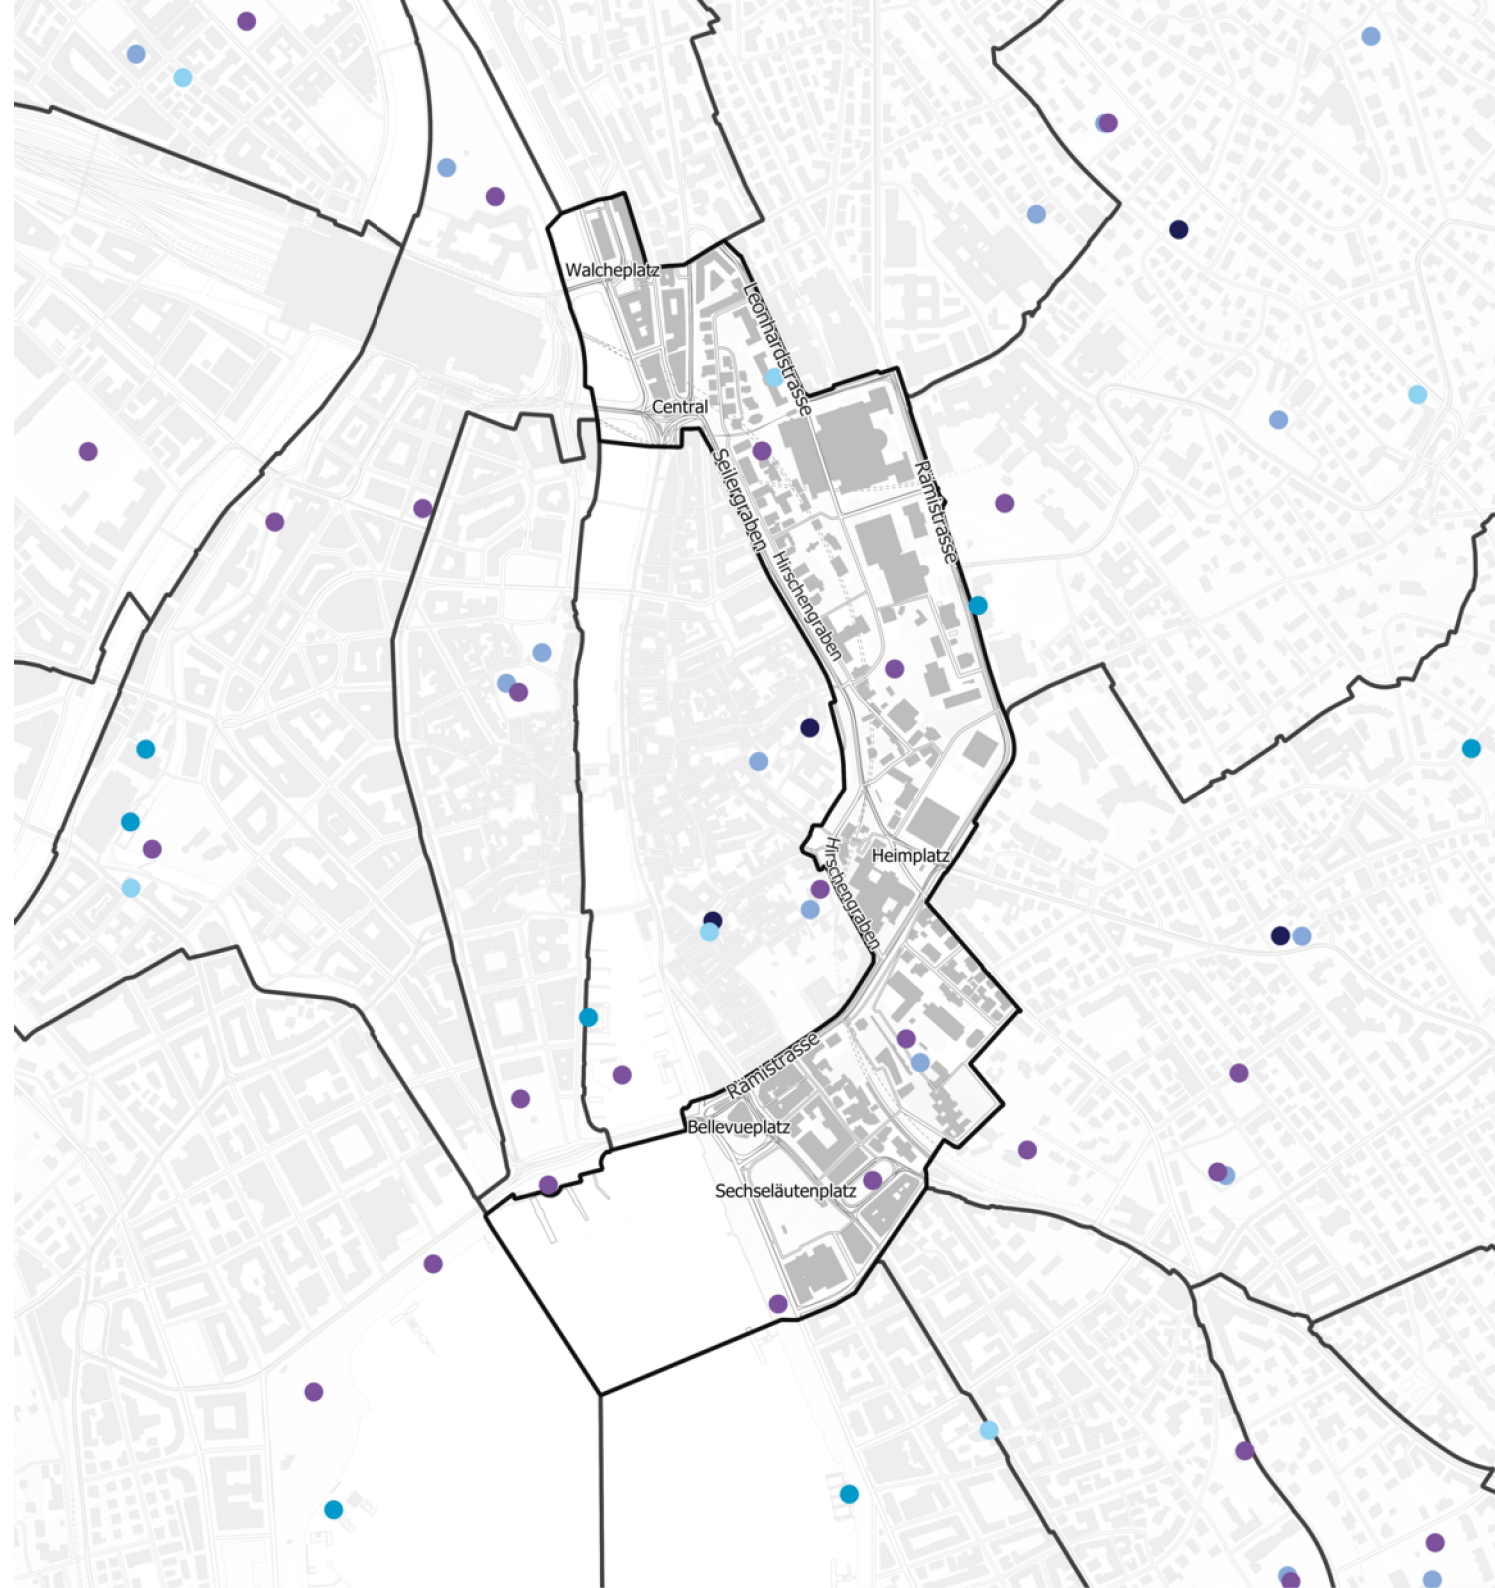 Walcheplatz
Leonhardstrasse
Central
Seilergraben
Rämistrasse
Hirschengraben
Hirschengraben
Heimplatz
Rämistrasse
Bellevueplatz
Sechseläutenplatz